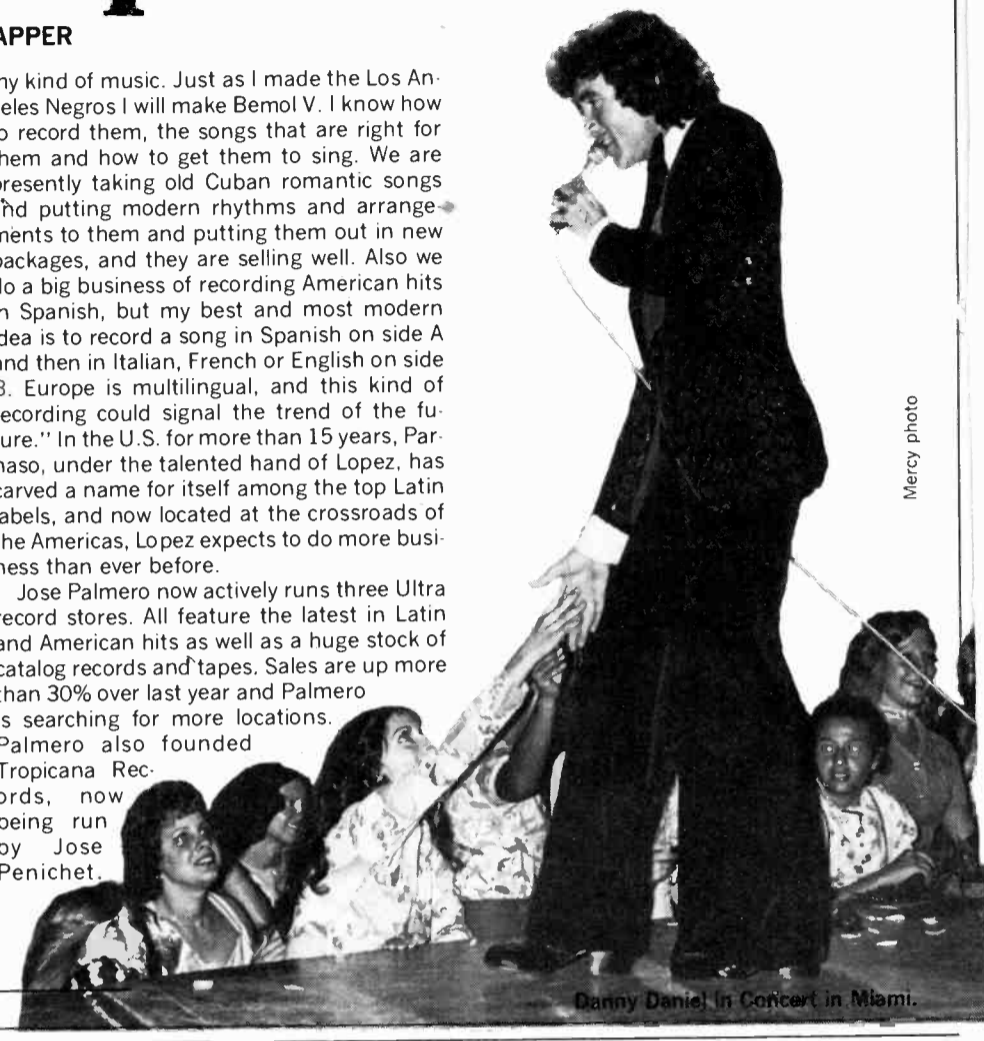 APPER
ny kind of music. Just as I made the Los An-
eles Negros I will make Bemol V. I know how
o record them, the songs that are right for
hem and how to get them to sing. We are
presently taking old Cuban romantic songs
nd putting modern rhythms and arrange-
ments to them and putting them out in new
packages, and they are selling well. Also we
do a big business of recording American hits
n Spanish, but my best and most modern
dea is to record a song in Spanish on side A
and then in Italian, French or English on side
B. Europe is multilingual, and this kind of
ecording could signal the trend of the fu-
ure." In the U.S. for more than 15 years, Par-
naso, under the talented hand of Lopez, has
carved a name for itself among the top Latin
abels, and now located at the crossroads of
he Americas, Lopez expects to do more busi-
ness than ever before.
Jose Palmero now actively runs three Ultra
record stores. All feature the latest in Latin
and American hits as well as a huge stock of
catalog records and tapes. Sales are up more
than 30% over last year and Palmero
s searching for more locations.
Palmero also founded
Tropicana Rec-
ords, now
being run
by Jose
Penichet.
Mercy photo
Danny Daniel in Concert in Miami.